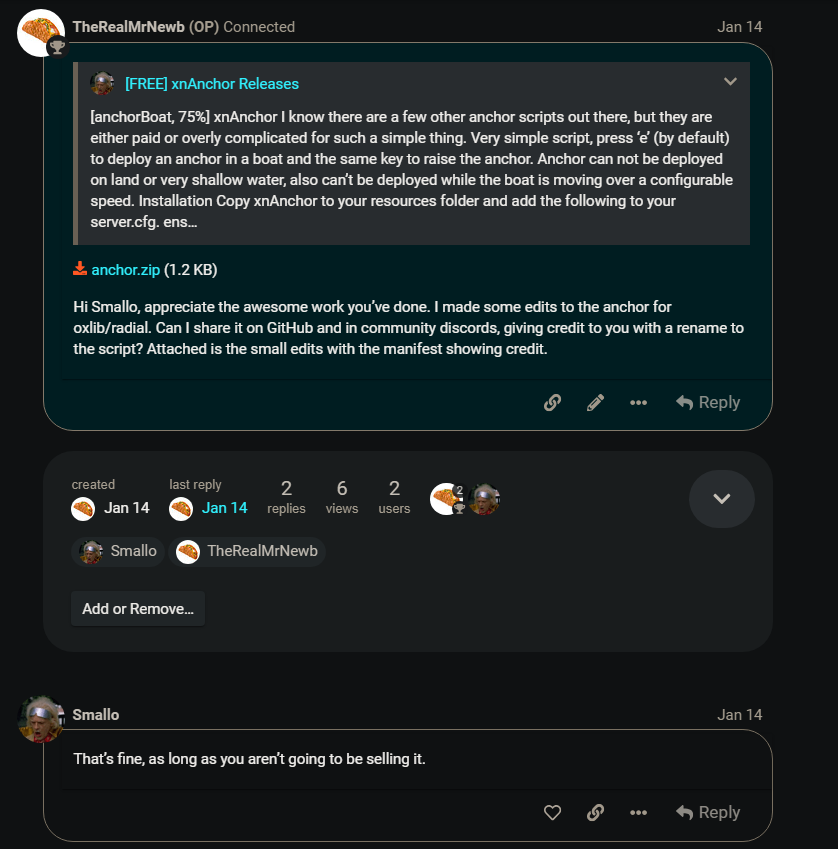 TheRealMrNewb (OP) Connected
Jan 14
[FREE] xnAnchor Releases
[anchorBoat, 75%] xnAnchor I know there are a few other anchor scripts out there, but they are
either paid or overly complicated for such a simple thing. Very simple script, press ‘e’ (by default)
to deploy an anchor in a boat and the same key to raise the anchor. Anchor can not be deployed
on land or very shallow water, also can’t be deployed while the boat is moving over a configurable
speed. Installation Copy xnAnchor to your resources folder and add the following to your
server.cfg. ens…
anchor.zip (1.2 KB)
Hi Smallo, appreciate the awesome work you’ve done. I made some edits to the anchor for
oxlib/radial. Can I share it on GitHub and in community discords, giving credit to you with a rename to
the script? Attached is the small edits with the manifest showing credit.
Reply
created
last reply
2
6
2
2
Jan 14
Jan 14
replies
views
users
Smallo
TheRealMrNewb
Add or Remove...
Smallo
Jan 14
That’s fine, as long as you aren’t going to be selling it.
Reply